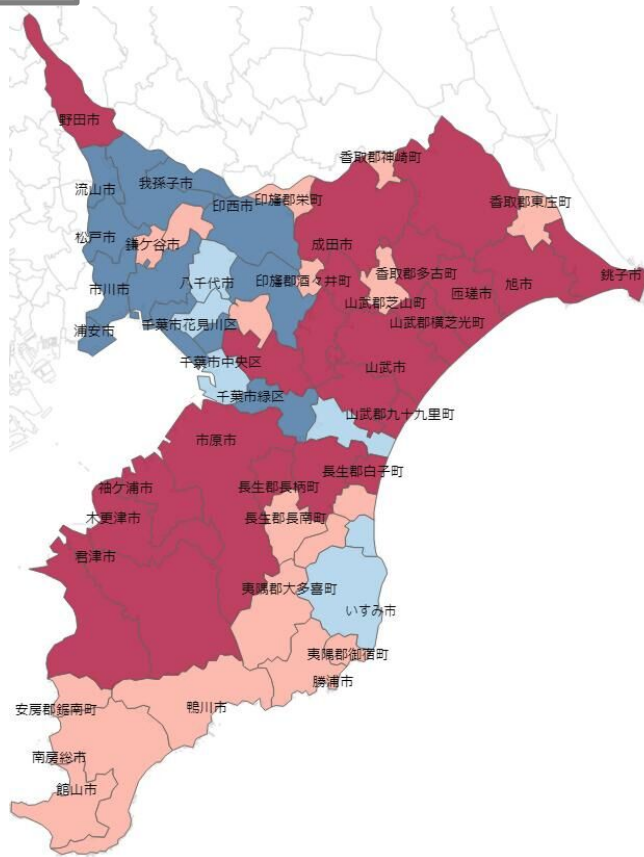 野田市
香取郡神崎町
我孫子市
流山市
印旛郡栄町
香取郡東庄町
印西市
松戸市
鎌ケ谷市
成田市
香取郡多古町
銚子市
八千代市
印旛郡酒々井町
旭市
市川市
匝瑳市
山武郡芝山町
千葉市花見川区
山武郡横芝光町
浦安市
千葉市中央区
山武市
千葉市緑区
山武郡九十九里町
市原市
長生郡白子町
長生郡長柄町
袖ケ浦市
木更津市
長生郡長南町
君津市
夷隅郡大多喜町
いすみ市
夷隅郡御宿町
勝浦市
安房郡鋸南町
鴨川市
南房総市
館山市